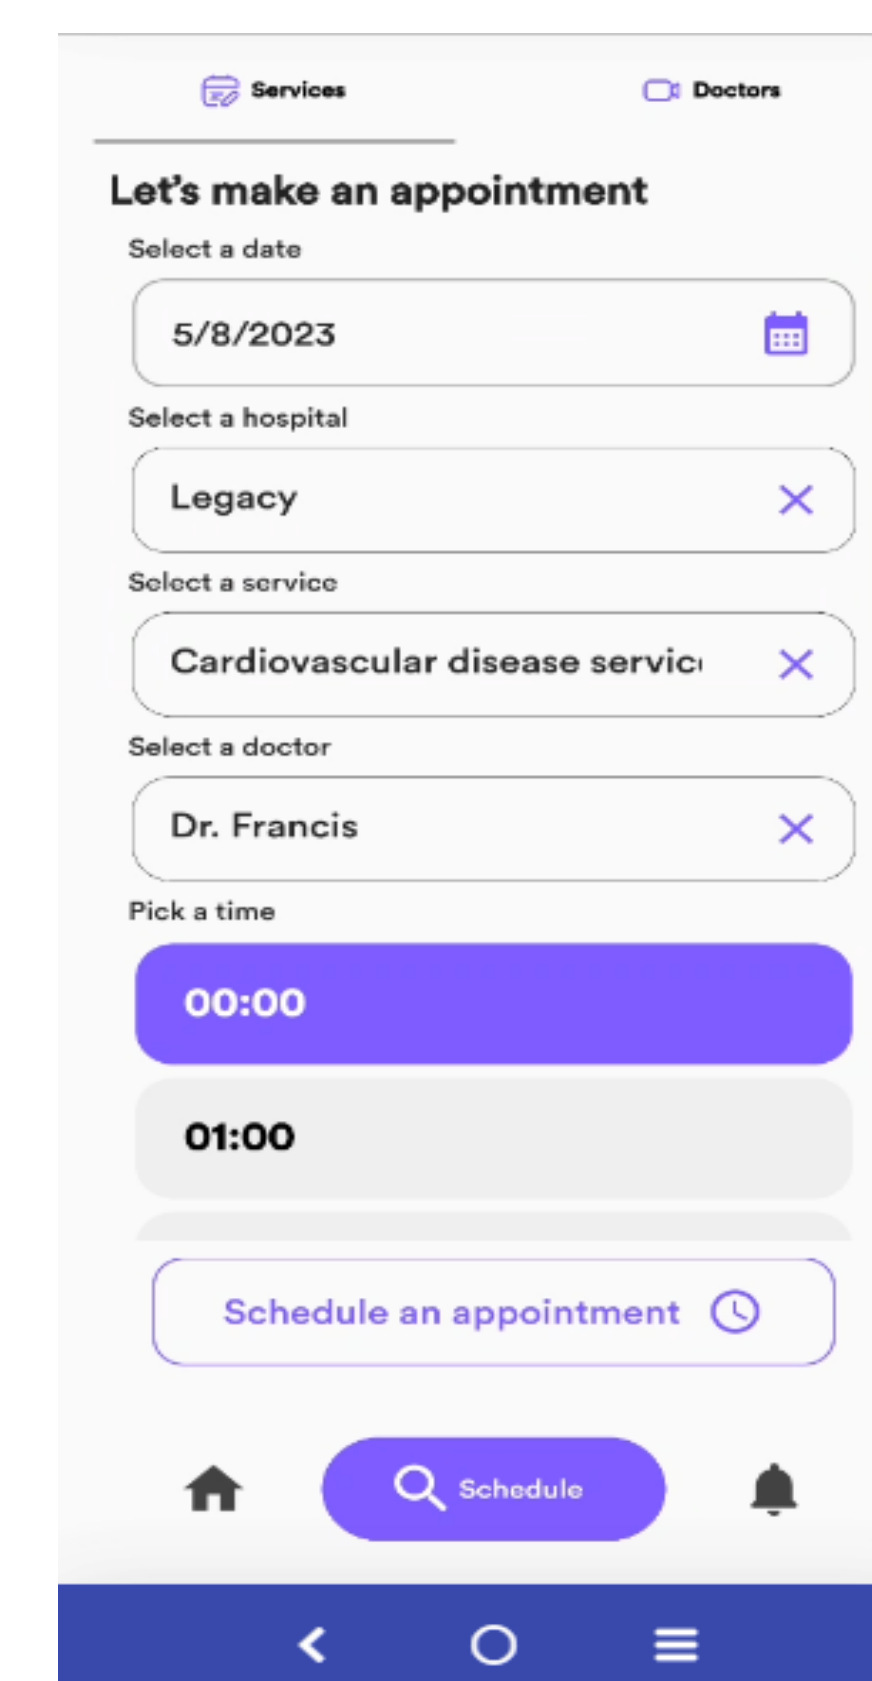 Services
Doctors
Let's make an appointment
Select a date
5/8/2023
Select a hospital
Legacy
Select a service
Cardiovascular disease servic
Select a doctor
Dr. Francis
Pick a time
00:00
01:00
Schedule an appointment
Schedule